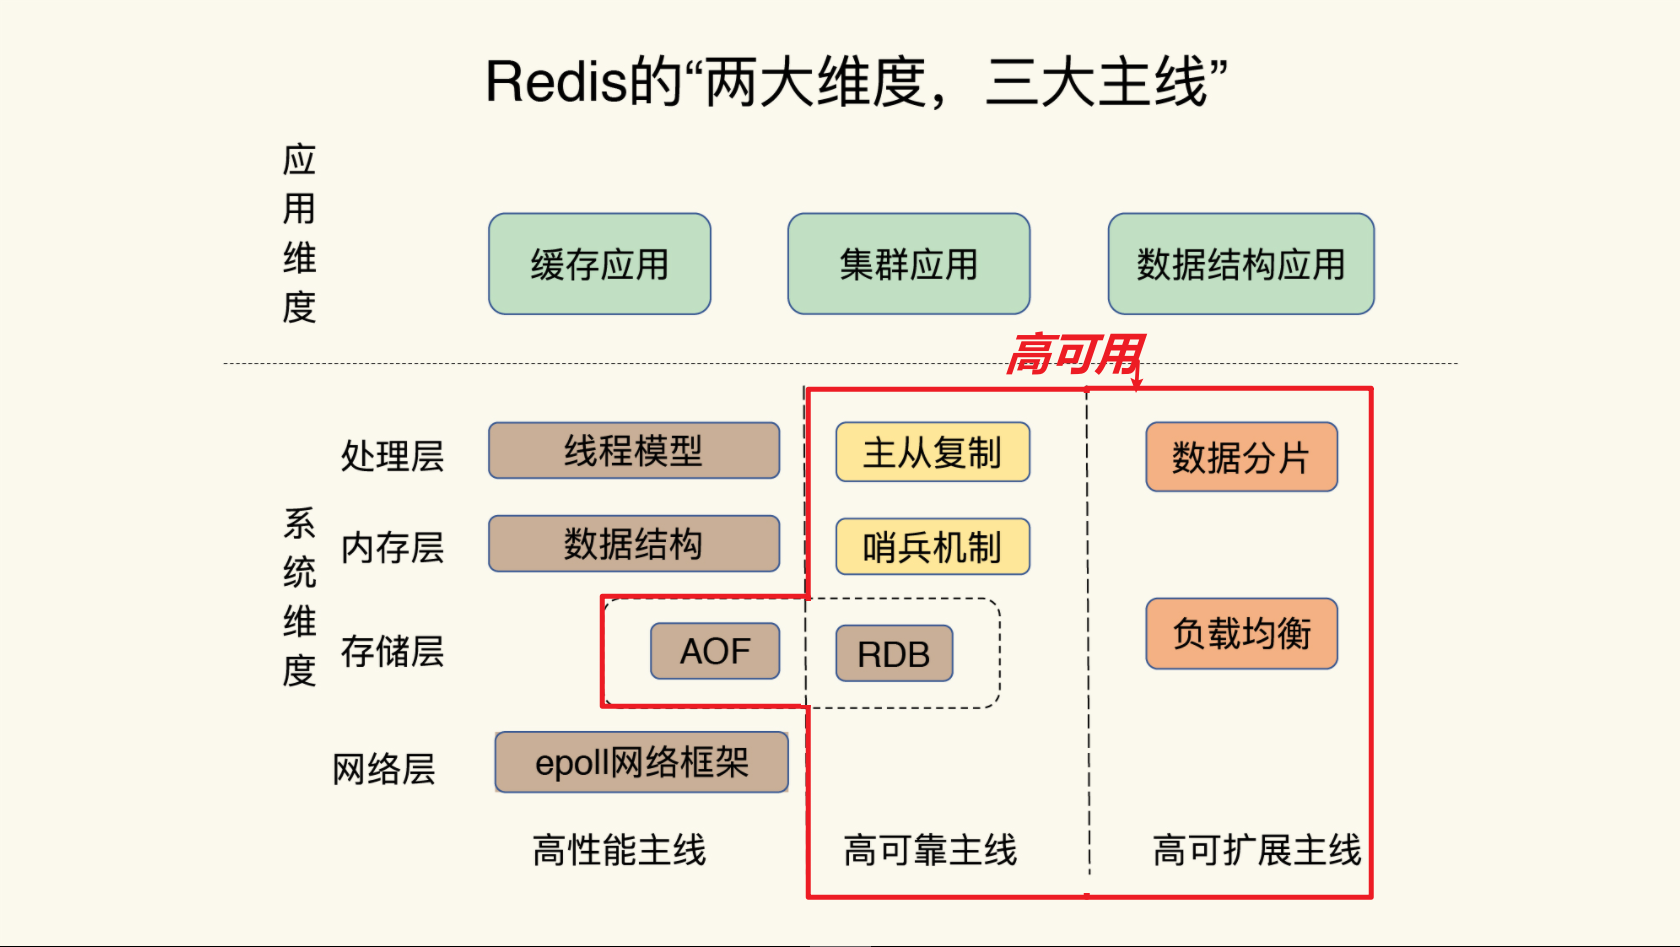 Redis的“两大维度，三大主线”
应用维度
缓存应用
集群应用
数据结构应用
高可用
系统维度
处理层
线程模型
主从复制
数据分片
内存层
数据结构
哨兵机制
存储层
AOF
RDB
负载均衡
网络层
epoll网络框架
高性能主线
高可靠主线
高可扩展主线